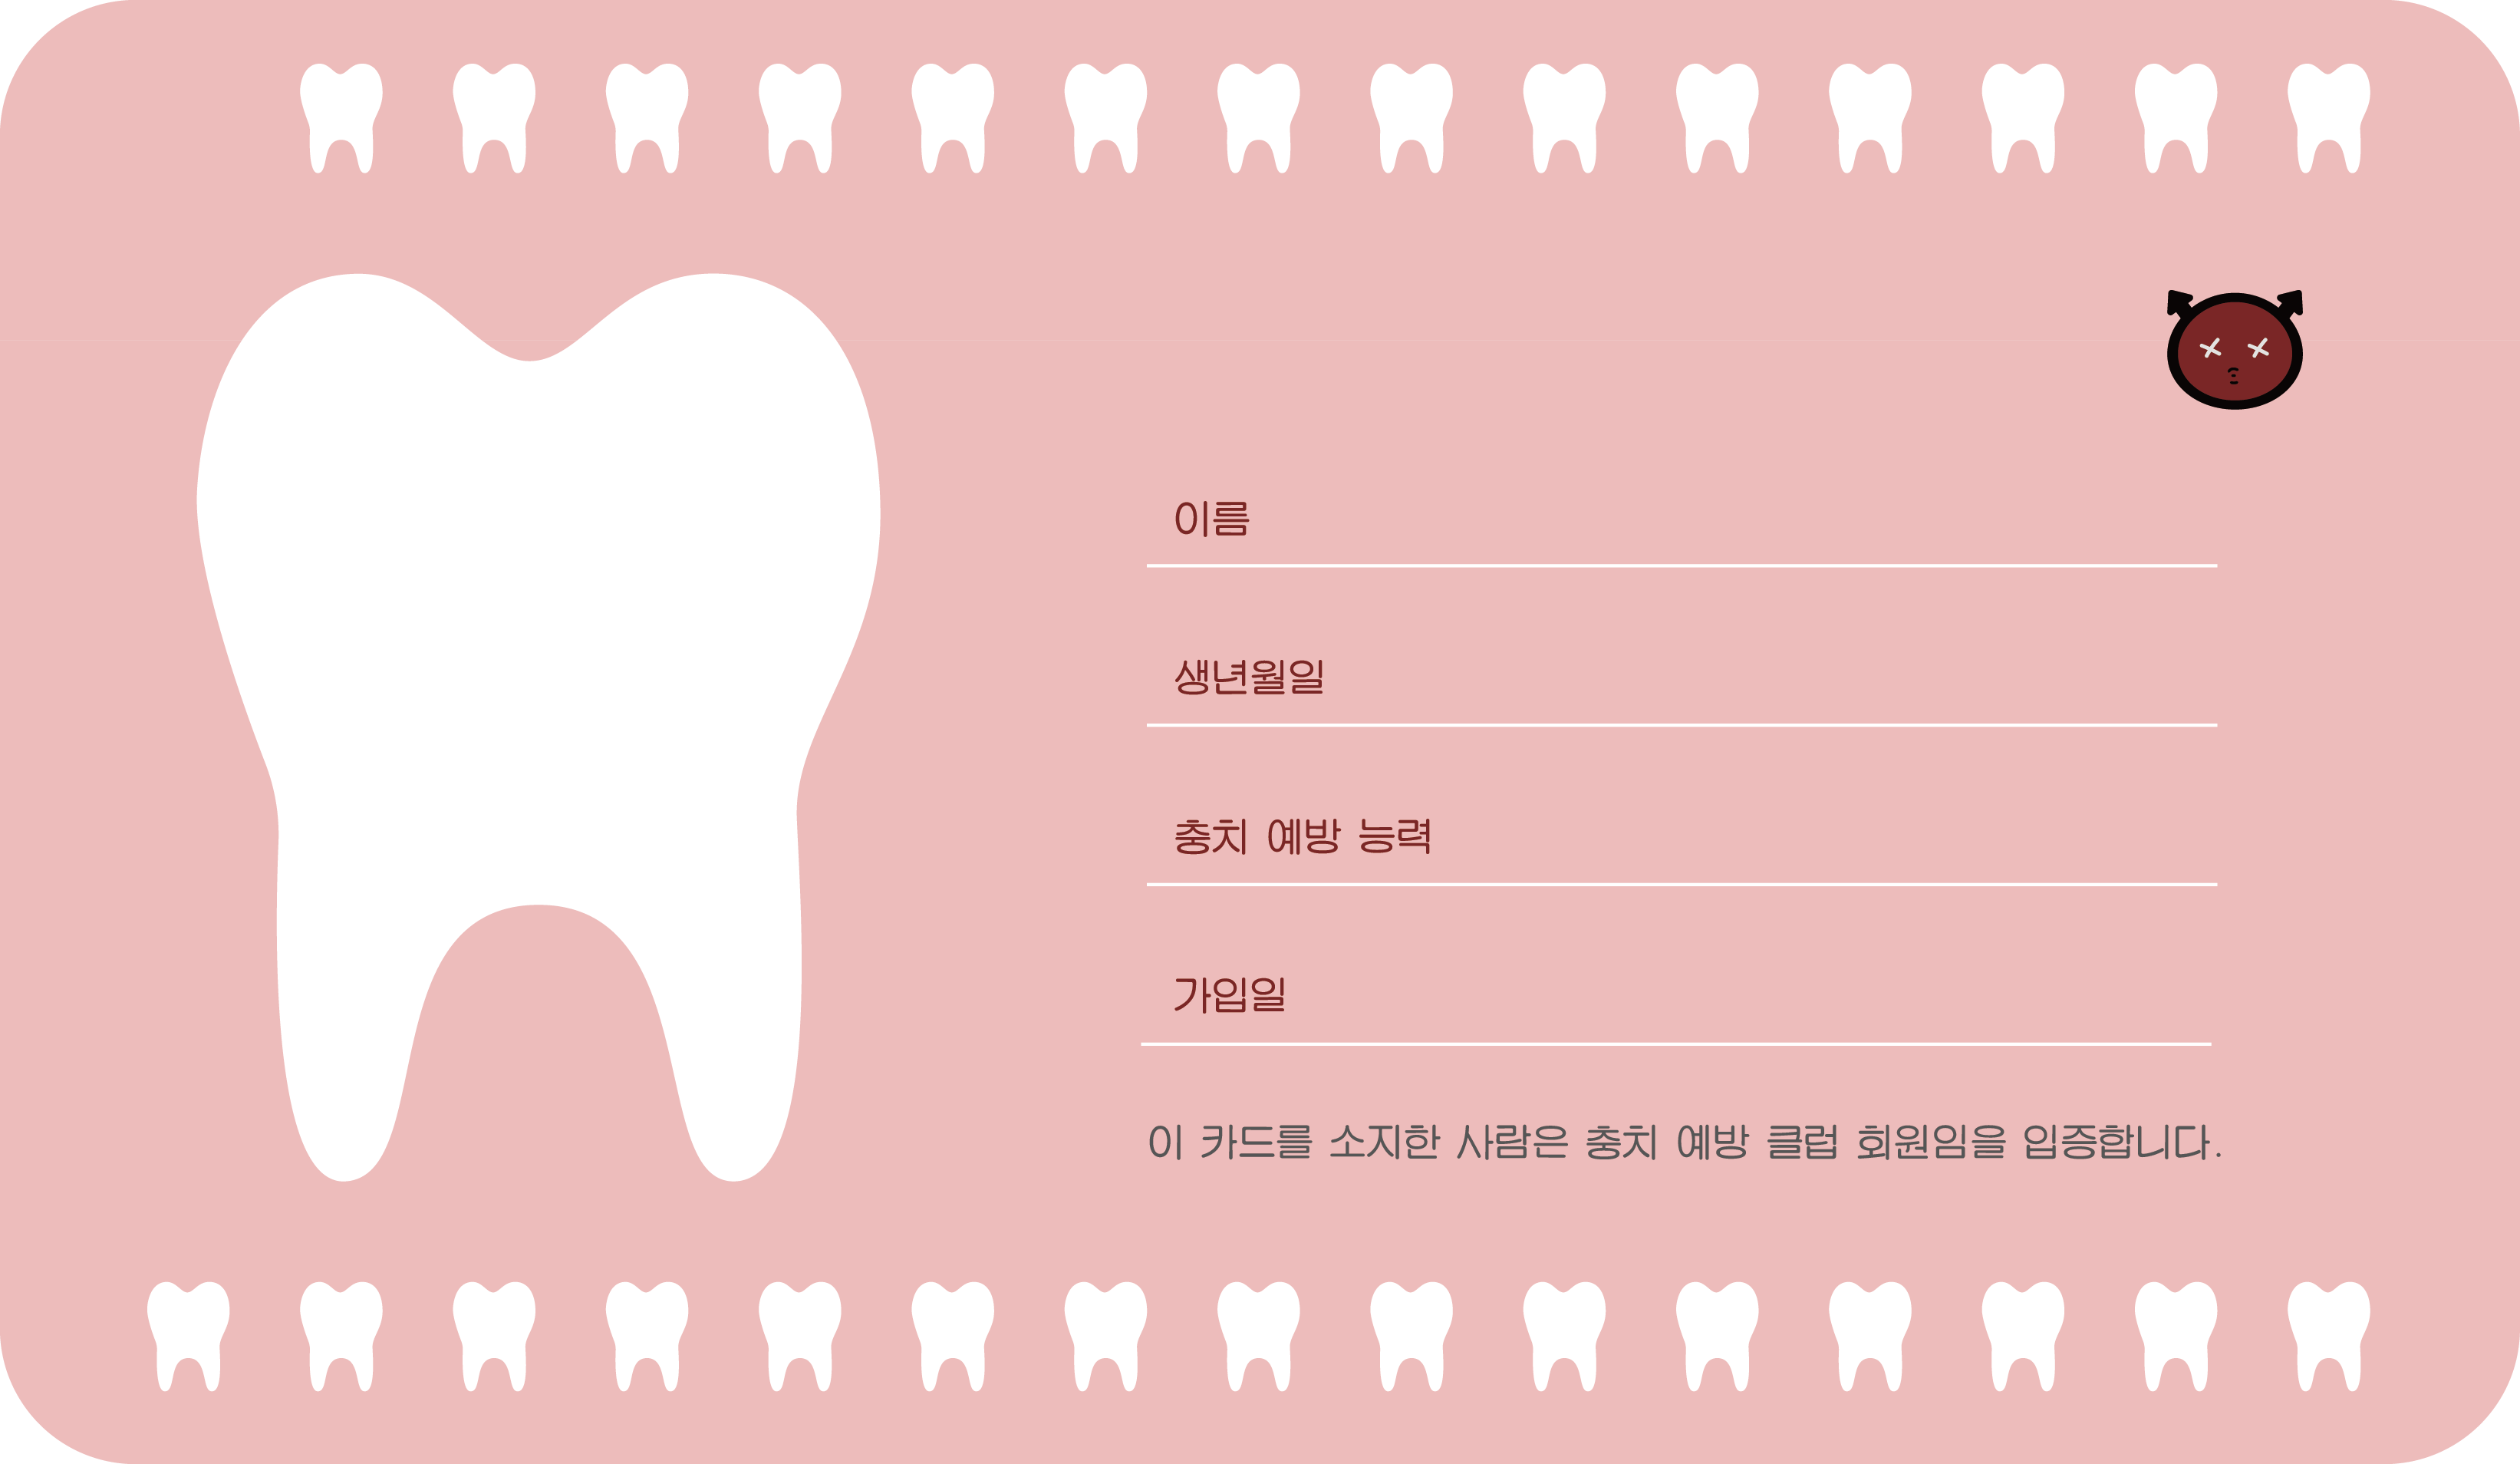 이름
생년월일
충치 예방 능력
가입일
이 카드를 소지한 사람은 충치 예방 클럽 회원임을 입증합니다.